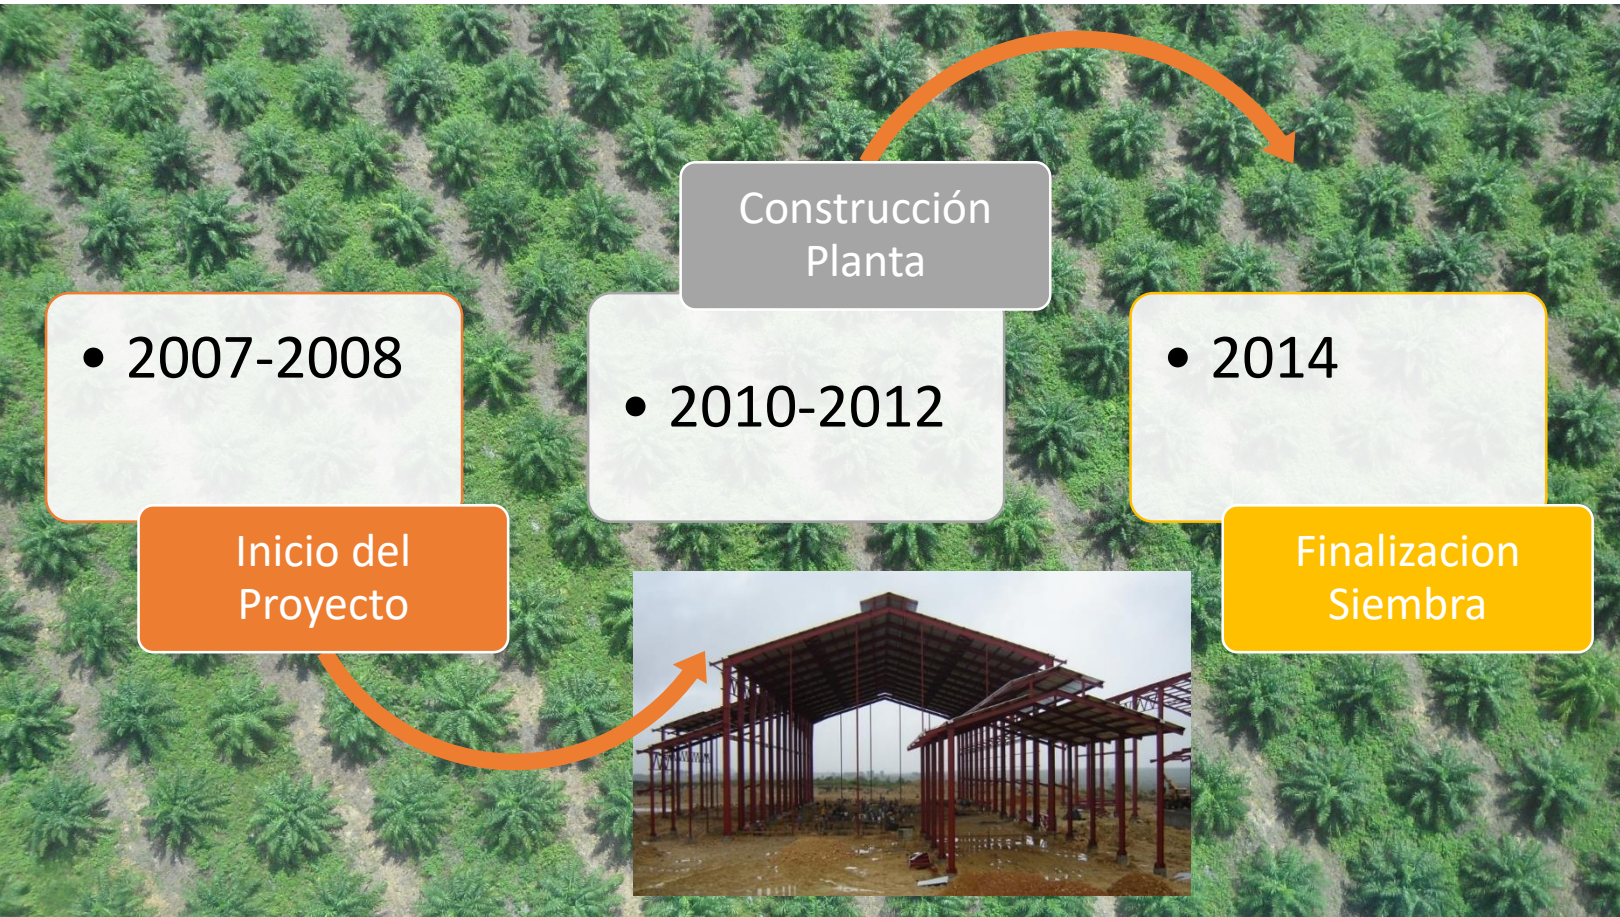 • 2007-2008
Inicio del
Proyecto
Construcción
Planta
• 2010-2012
• 2014
Finalizacion
Siembra